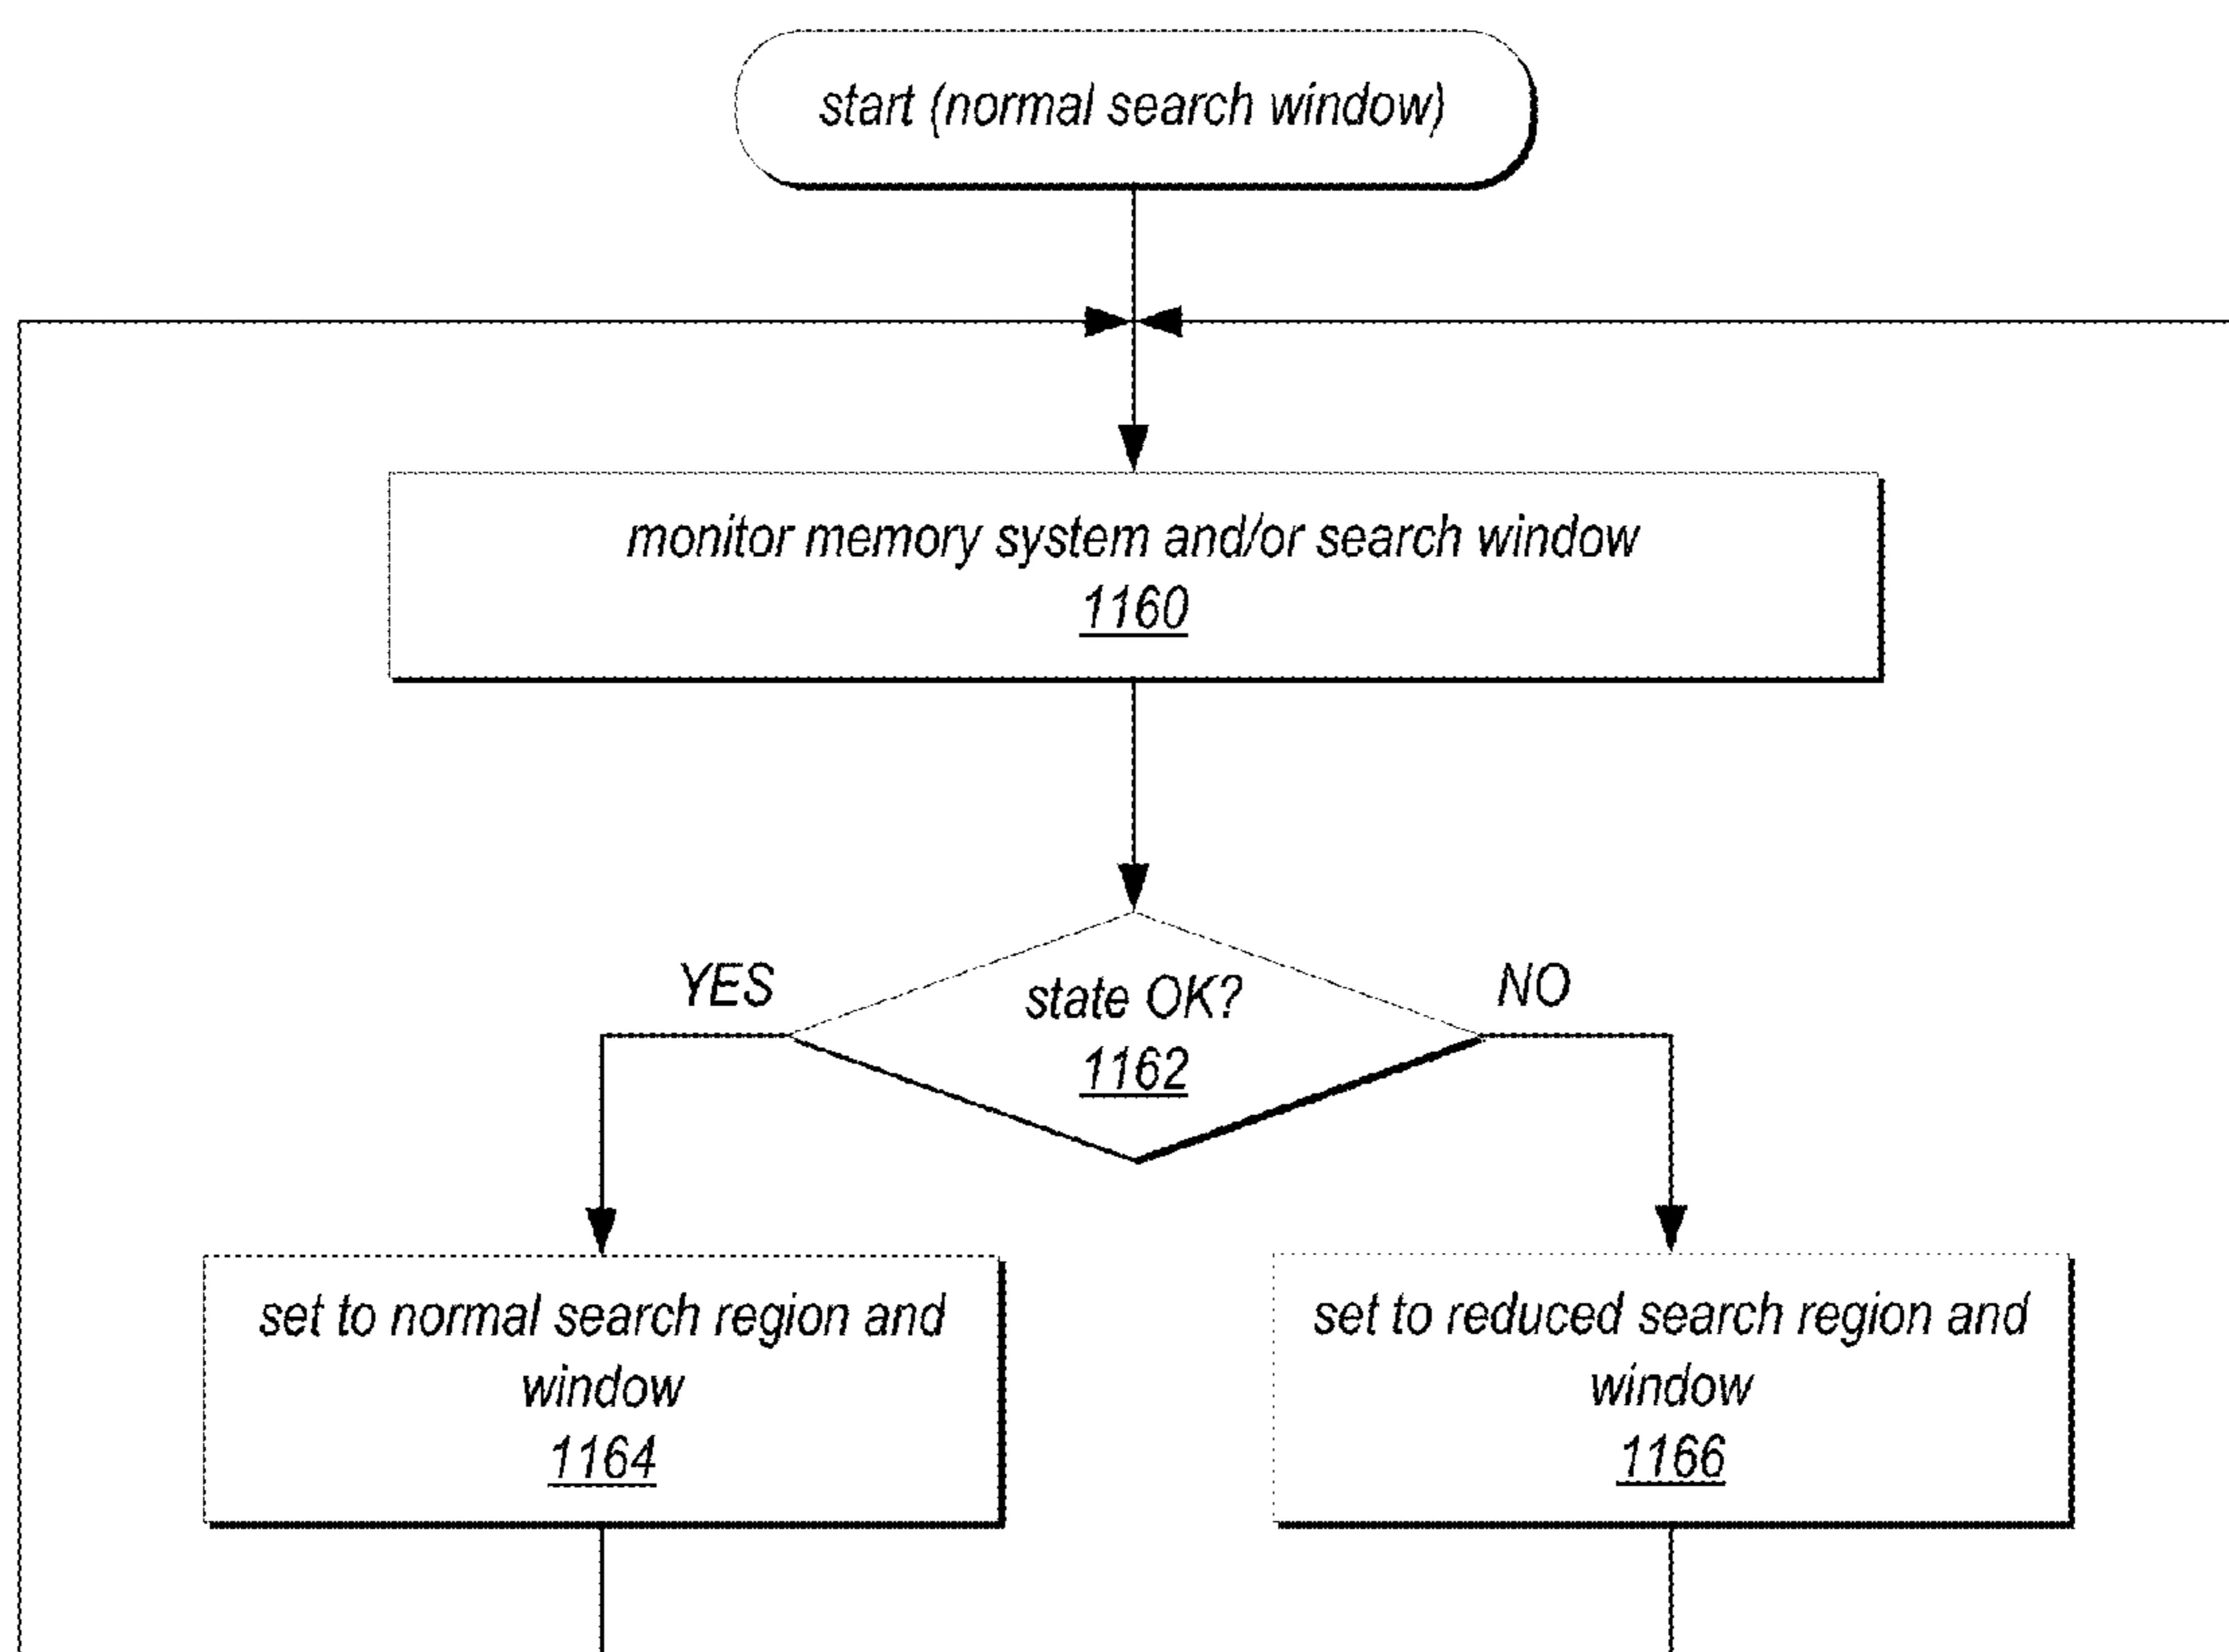 start (normal search window)
monitor memory system and/or search window
1160
YES
state OK?
NO
1162
set to normal search region and
window
1164
set to reduced search region and
window
1166